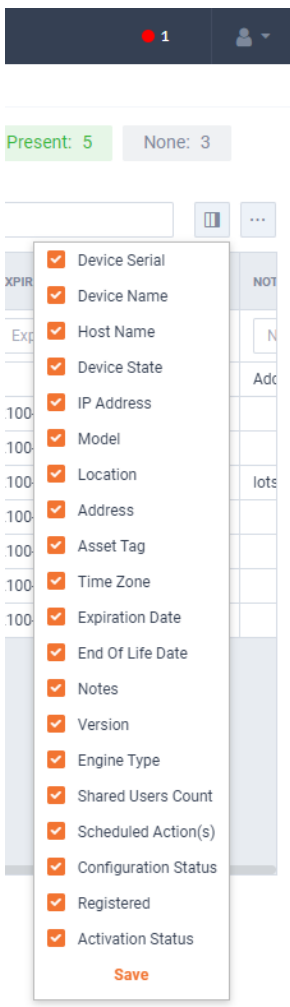 1
Present: 5 None: 3
...
Device Serial
Device Name
Host Name
Device State
IP Address
Model
Location
Address
Asset Tag
Time Zone
Expiration Date
End Of Life Date
Notes
Version
Engine Type
Shared Users Count
Scheduled Action(s)
Configuration Status
Registered
Activation Status
Save
XPIR
NOT
Exp
N
Adc
100-
100-
100-
lots
100-
100-
100-
100-